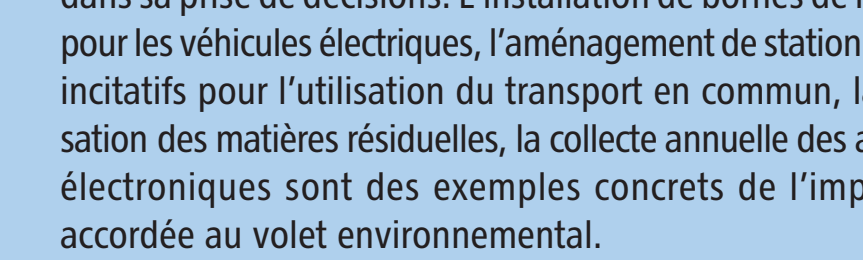 dans sa prise de décisions. L'installation de bornes de
pour les véhicules électriques, l'aménagement de station
incitatifs pour l'utilisation du transport en commun,
sation des matières résiduelles, la collecte annuelle des
électroniques sont des exemples concrets de l'imp
accordée au volet environnemental.